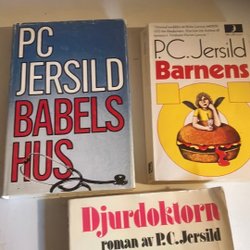 PC
JERSILD
BABELS
HUS
P.C. Jersild
Barnens
Djurdoktorn
roman av P.C. Jersild